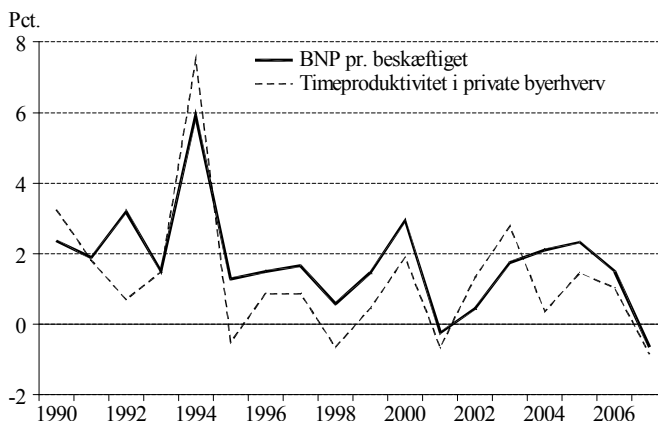 Pct.
8
BNP pr. beskæftiget
Timeproduktivitet i private byerhverv
6
4
2
0
-2
1990 1992 1994 1996 1998 2000 2002 2004 2006